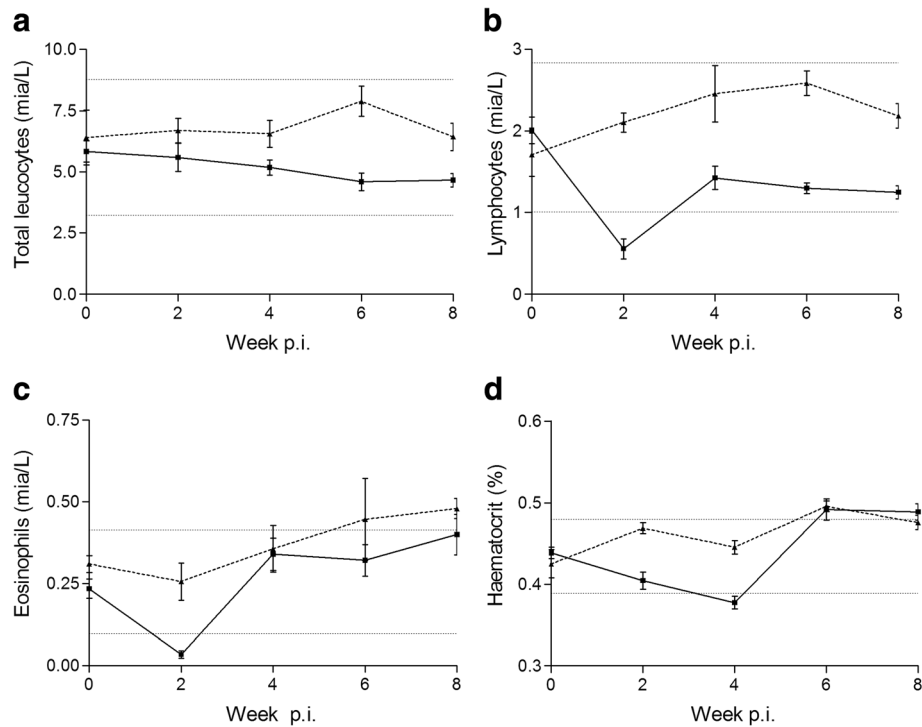 a
Total leucocytes (mia/L)
10.0
7.5
5.0
2.5
0.0
0 2 4 6 8
Week p.i.
b
Lymphocytes (mia/L)
3
2
1
0
0 2 4 6 8
Week p.i.
c
Eosinophils (mia/L)
0.75
0.50
0.25
0.00
0 2 4 6 8
Week p.i.
d
Haematocrit (%)
0.6
0.5
0.4
0.3
0 2 4 6 8
Week p.i.